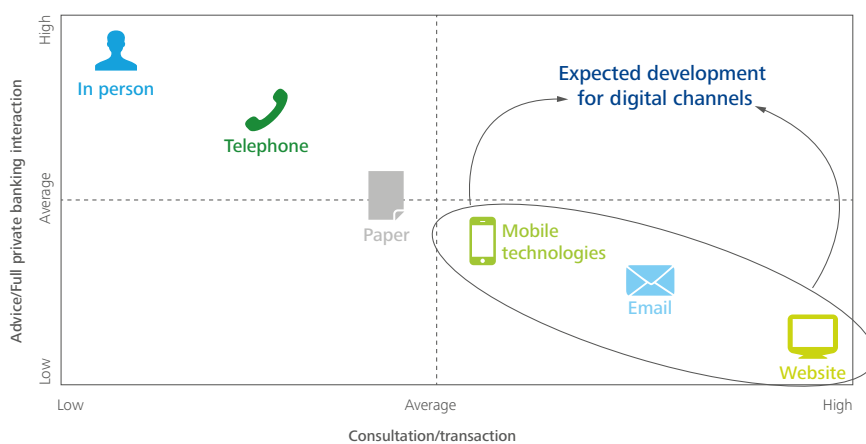 High
In person
Expected development
for digital channels
Telephone
Advice/Full private banking interaction
Average
Paper
Mobile
technologies
Email
Website
Low
Low
Average
High
Consultation/transaction